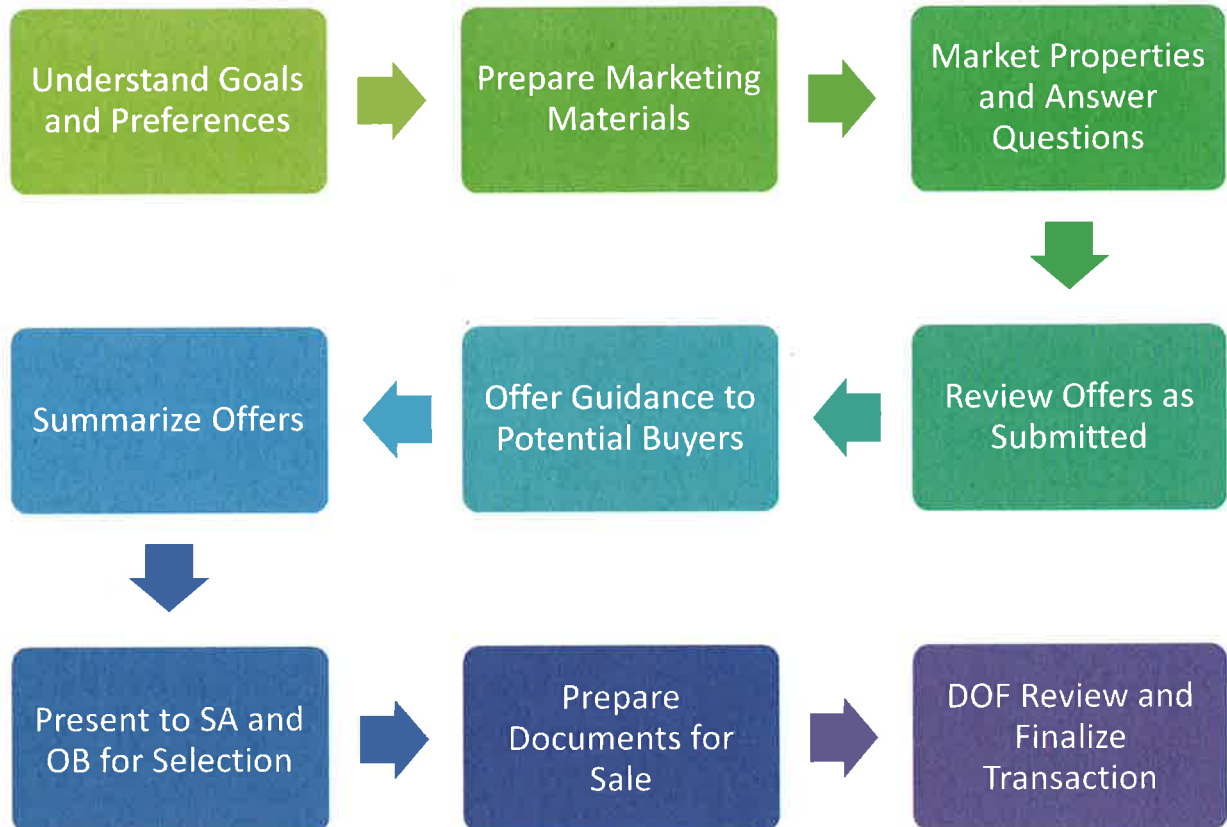 Understand Goals
and Preferences
Prepare Marketing
Materials
Market Properties
and Answer
Questions
Review Offers as
Submitted
Offer Guidance to
Potential Buyers
Summarize Offers
Present to SA and
OB for Selection
Prepare
Documents for
Sale
DOF Review and
Finalize
Transaction